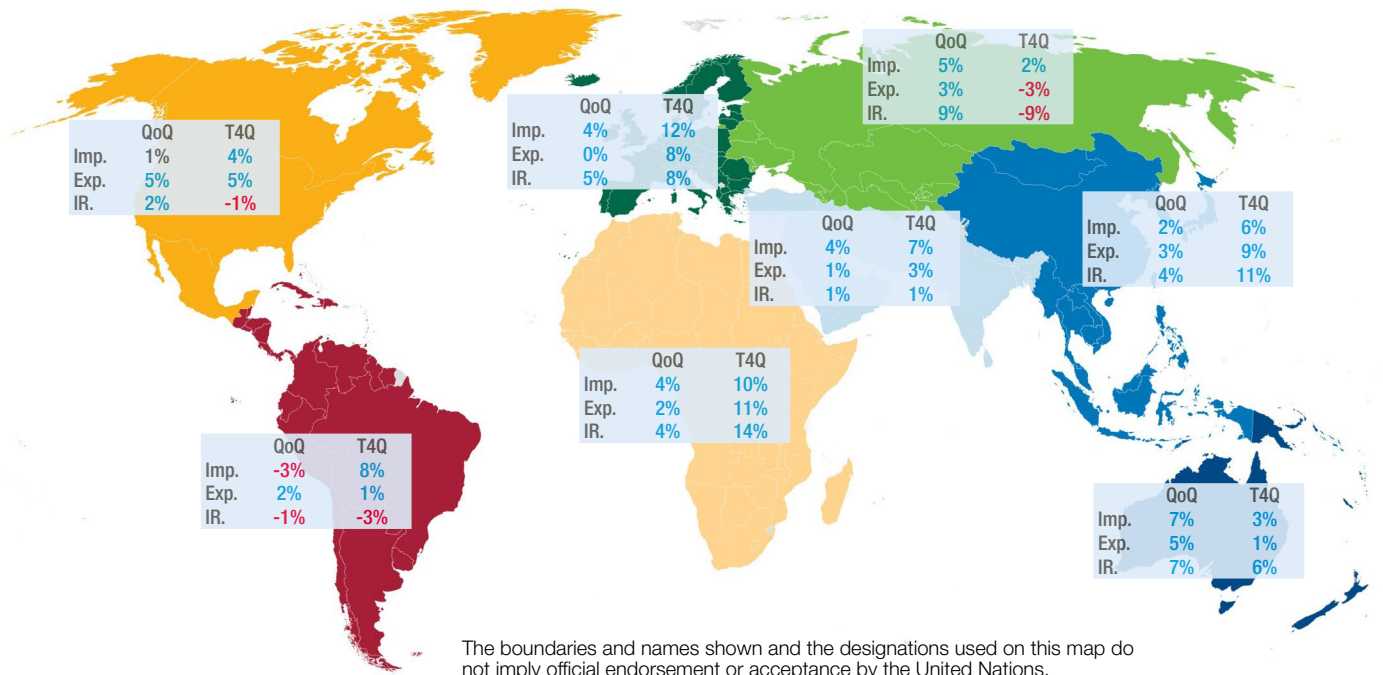 QoQ T4Q
Imp. 5% 2%
Exp. 3% -3%
IR. 9% -9%
QoQ T4Q
Imp. 4% 12%
Exp. 0% 8%
IR. 5% 8%
QoQ T4Q
Imp. 1% 4%
Exp. 5% 5%
IR. 2% -1%
QoQ T4Q
Imp. 2% 6%
Exp. 3% 9%
IR. 4% 11%
QoQ T4Q
Imp. 4% 7%
Exp. 1% 3%
IR. 1% 1%
QoQ T4Q
Imp. 4% 10%
Exp. 2% 11%
IR. 4% 14%
QoQ T4Q
Imp. -3% 8%
Exp. 2% 1%
IR. -1% -3%
QoQ T4Q
Imp. 7% 3%
Exp. 5% 1%
IR. 7% 6%
The boundaries and names shown and the designations used on this map do
not imply official endorsement or acceptance by the United Nations.